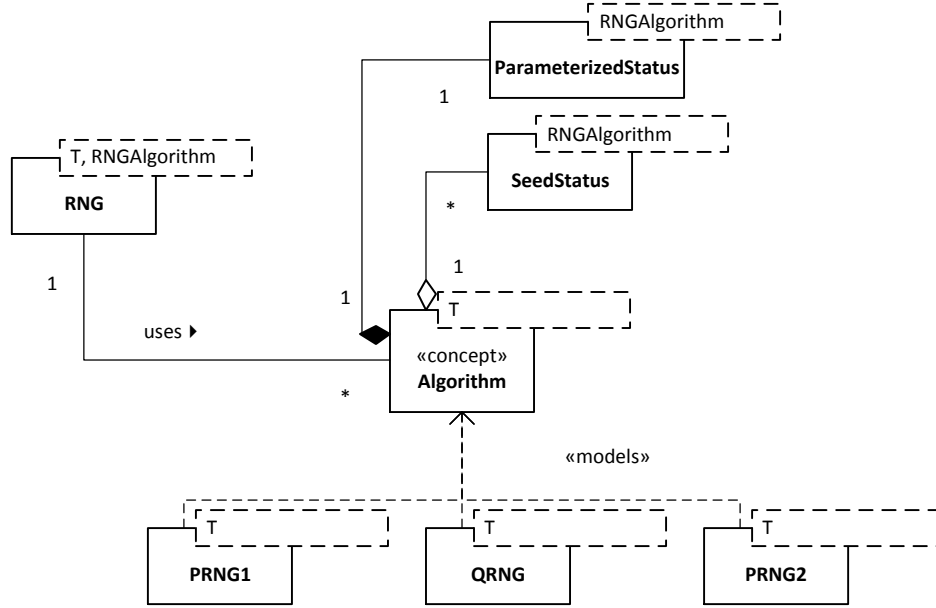 RNGAlgorithm
ParameterizedStatus
1
RNGAlgorithm
SeedStatus
T, RNGAlgorithm
RNG
*
1
1
1
T
uses
«concept»
Algorithm
*
«models»
T
T
T
PRNG1
QRNG
PRNG2